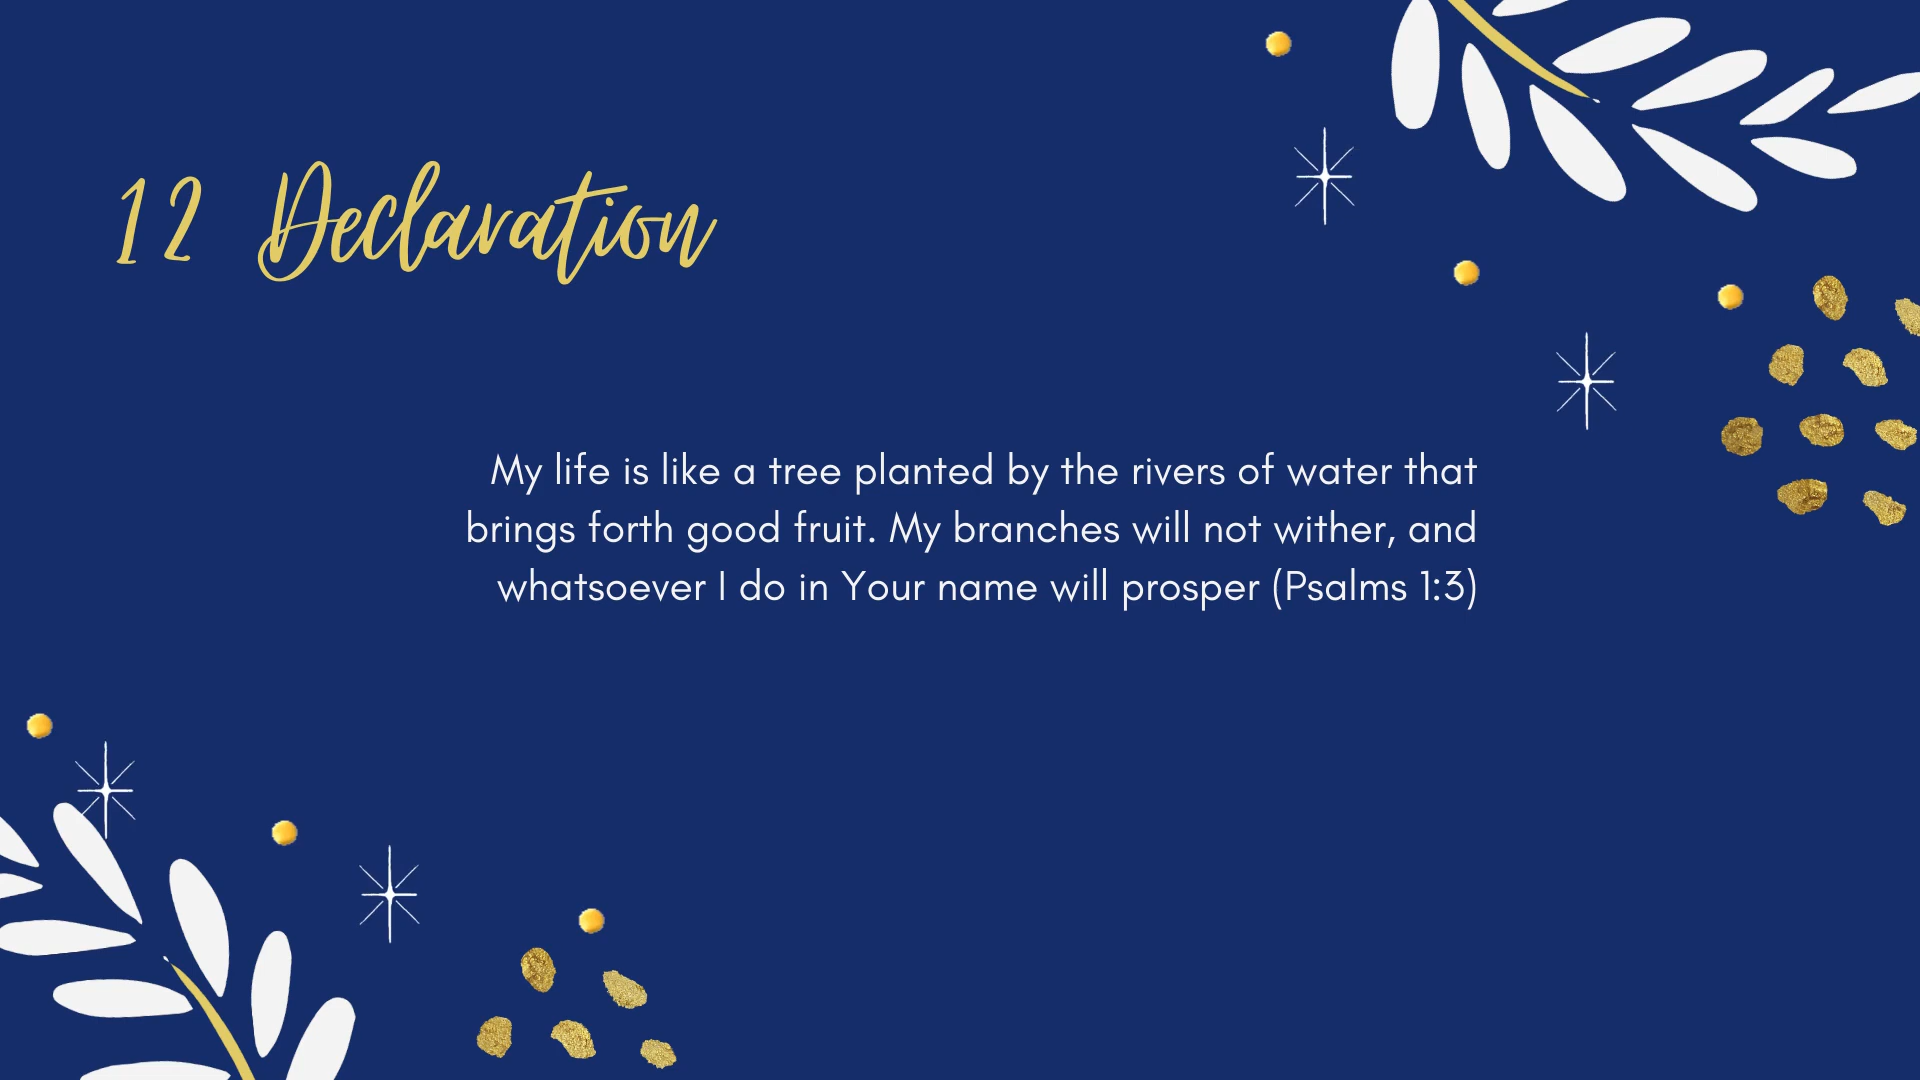 12 Declaration
My life is like a tree planted by the rivers of water that
brings forth good fruit. My branches will not wither, and
whatsoever I do in Your name will prosper (Psalms 1:3)